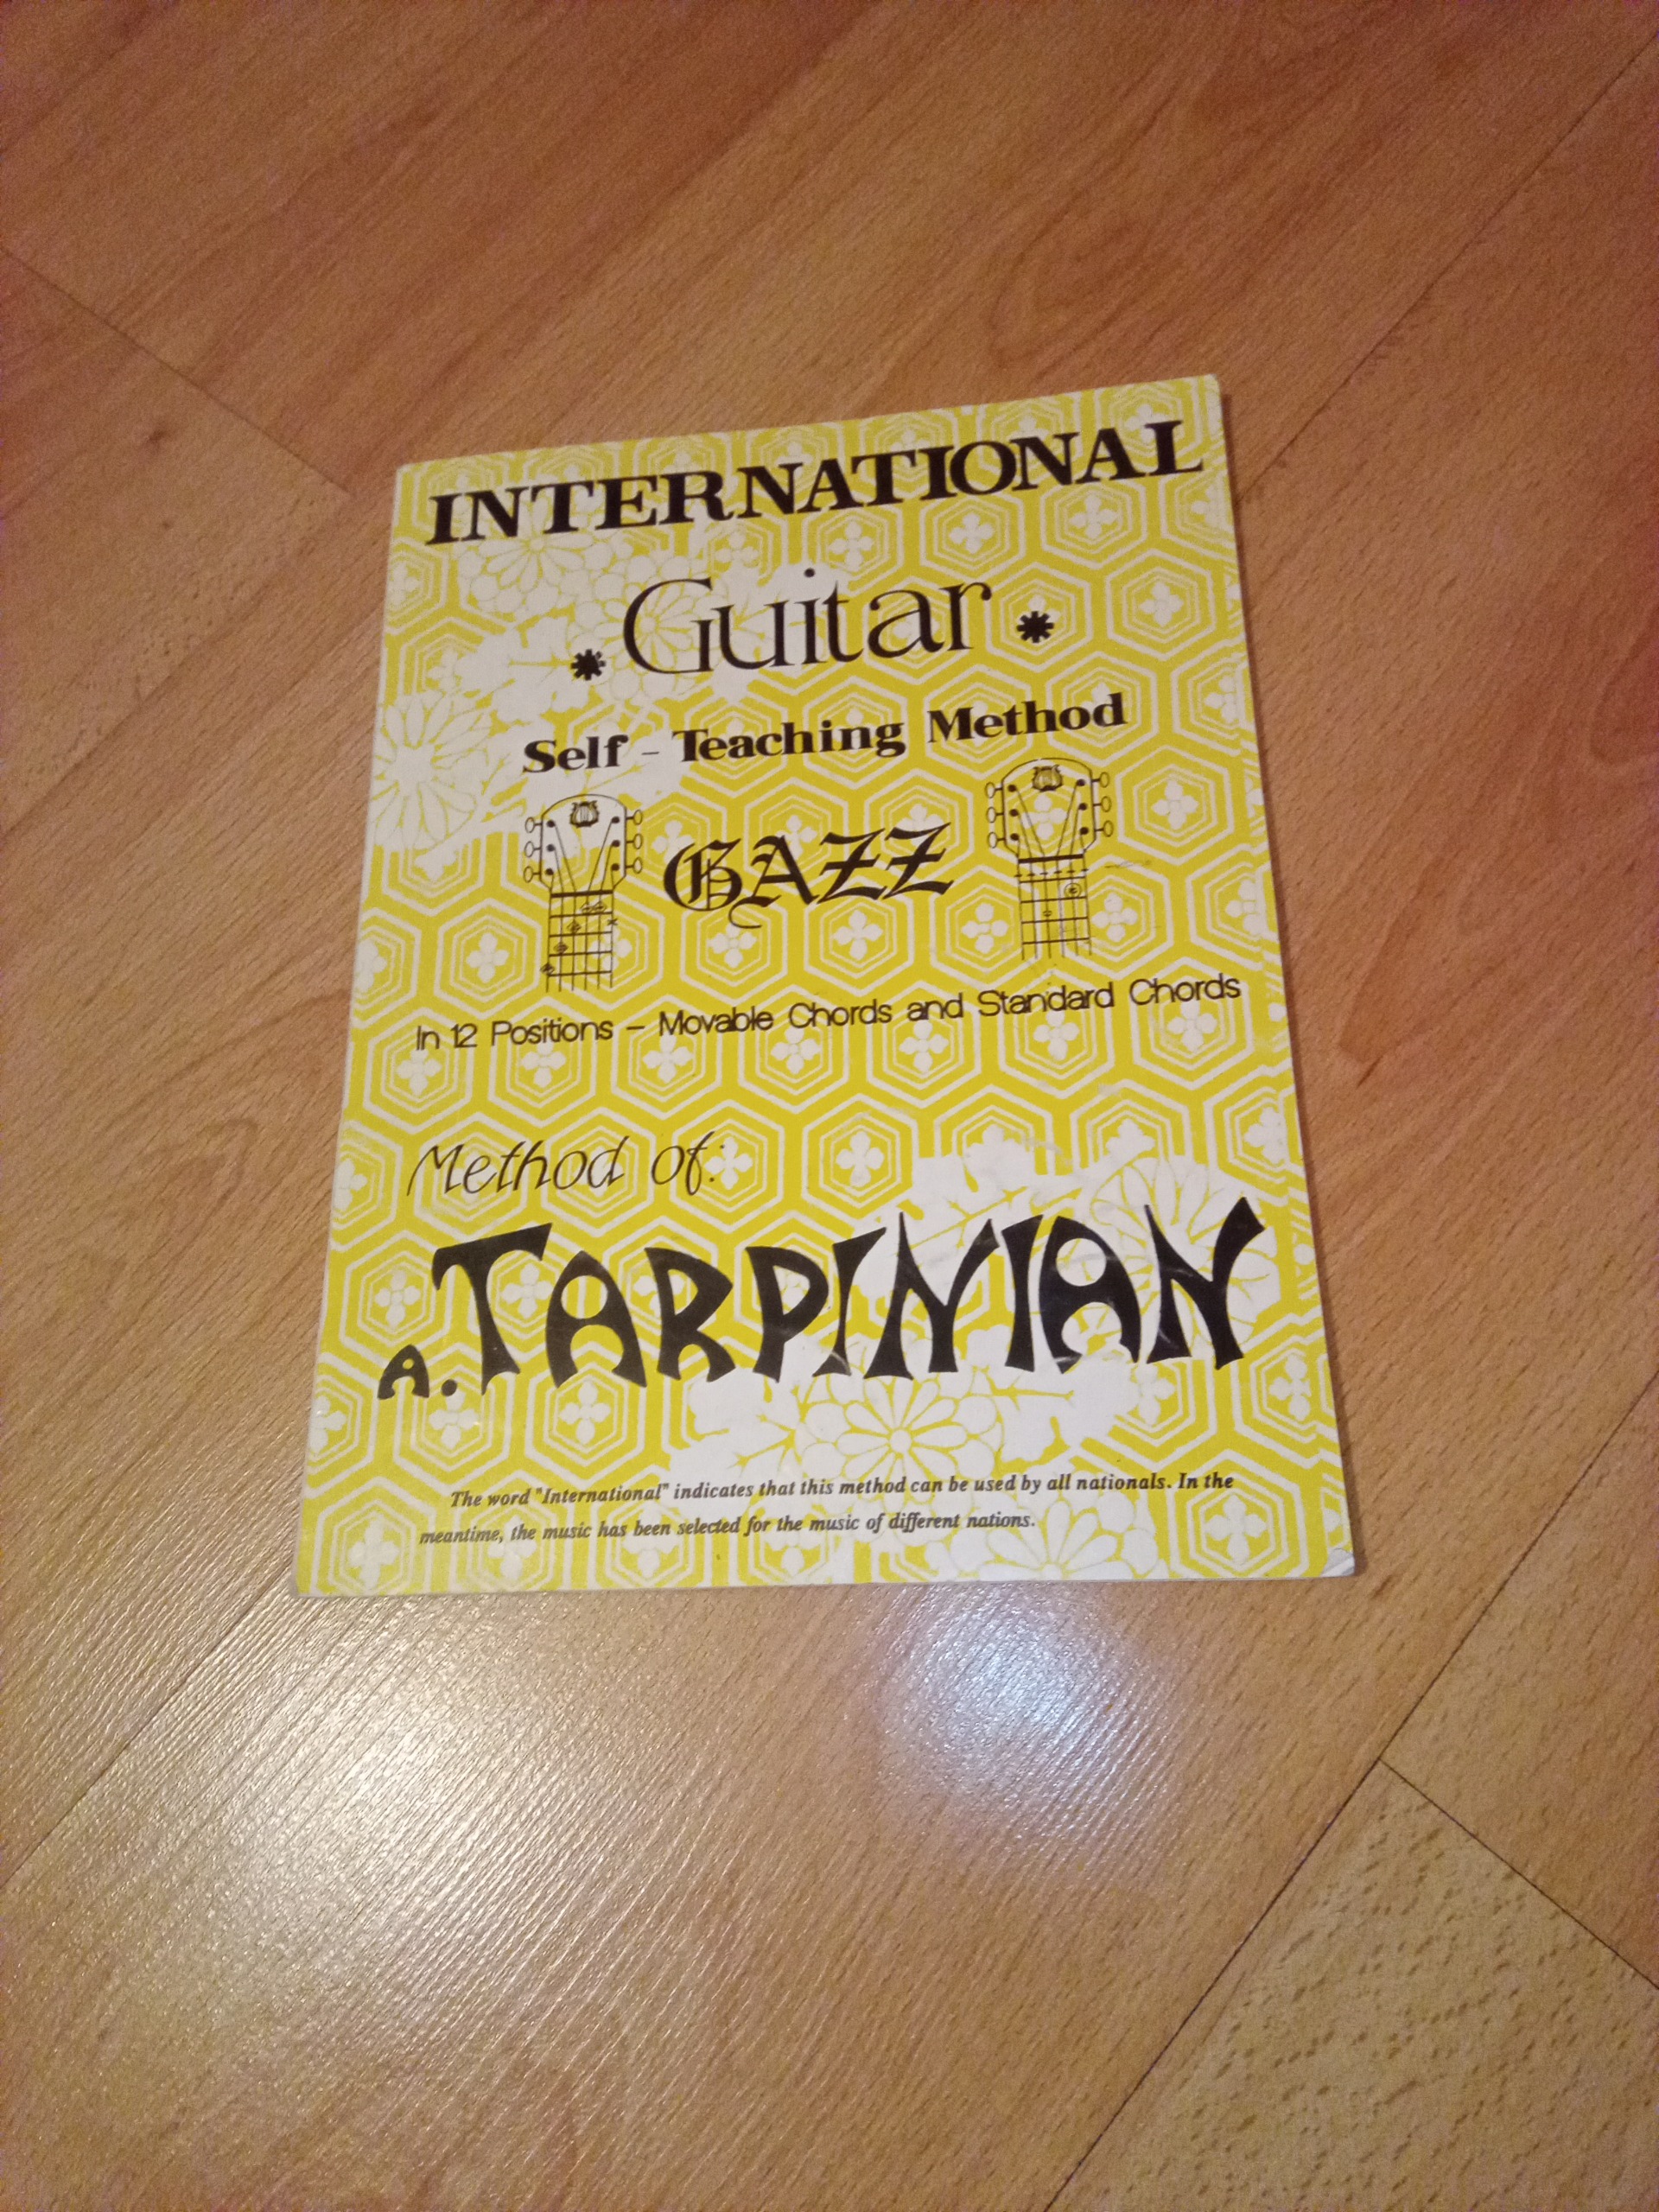 INTERNATIONAL
* Guitar *
Self - Teaching Method
GAZZ
In 12 Positions – Movable Chords and Standard Chords
Method of:
A. TARPINIAN
The word "International" indicates that this method can be used by all nationals. In the
meantime, the music has been selected for the music of different nations.